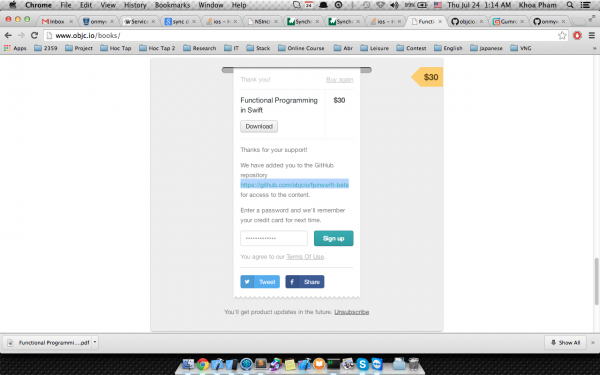 Chrome File Edit View History Bookmarks Window Help
Thu Jul 24 1:14 AM Khoa Pham
Inbox
onmy
Service
sync c
ios – H
NSInc
Synch
Synch
ios – H
Functi
objcio
Gumr
onmyw
www.objc.io/books/
Apps 2359 Project Hoc Tap Hoc Tap 2 Research IT Stack Online Course Abr Leisure Contest English Japanese VNG
$30
Thank you! Buy again
Functional Programming $30
in Swift
Download
Thanks for your support!
We have added you to the GitHub
repository
https://github.com/objcio/fpinswift-beta
for access to the content.
Enter a password and we'll remember
your credit card for next time.
Sign up
You agree to our Terms Of Use.
Tweet Share
You'll get product updates in the future. Unsubscribe
Functional Programmi....pdf Show All